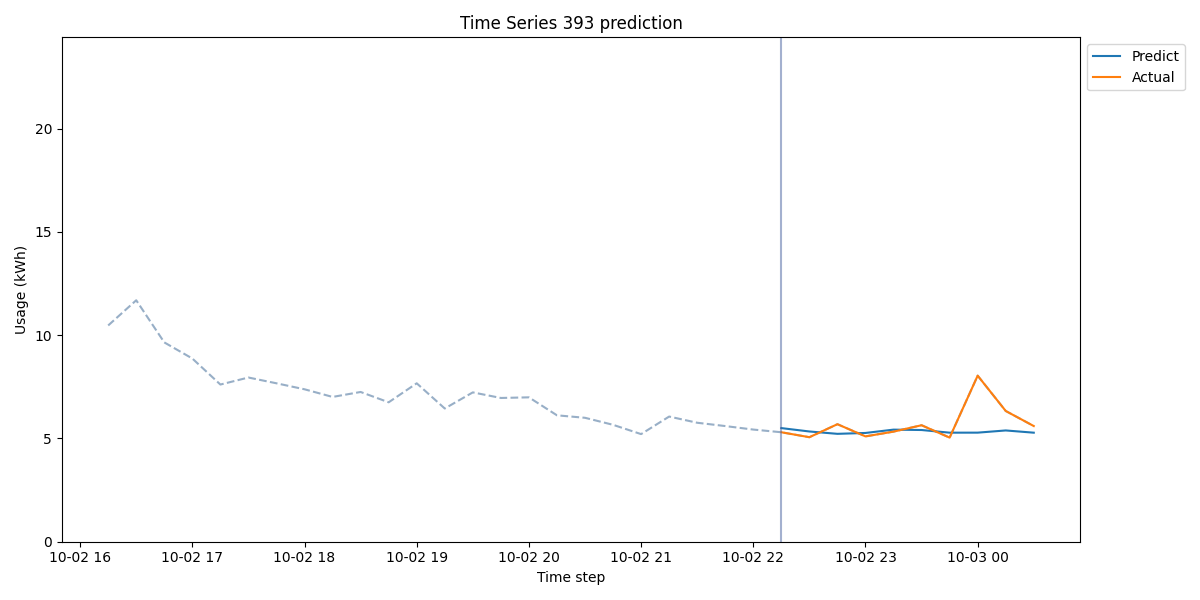 Time Series 393 prediction
Predict
Actual
Usage (kWh)
20
15
10
5
0
10-02 16 10-02 17 10-02 18 10-02 19 10-02 20 10-02 21 10-02 22 10-02 23 10-03 00
Time step